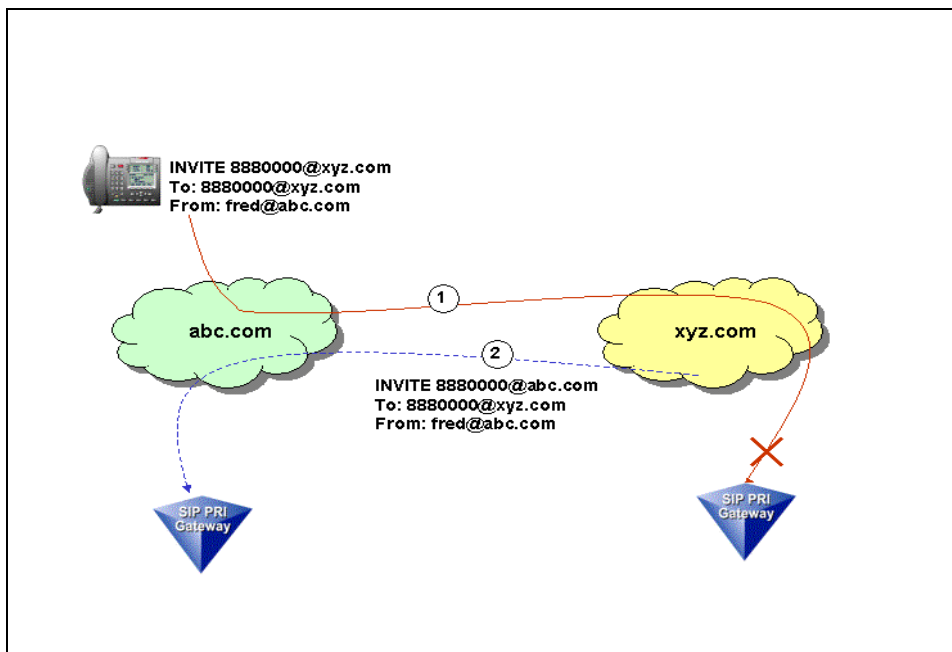 INVITE 8880000@xyz.com
To: 8880000@xyz.com
From: fred@abc.com
1
abc.com
xyz.com
2
INVITE 8880000@abc.com
To: 8880000@xyz.com
From: fred@abc.com
SIP PRI
Gateway
SIP PRI
Gateway